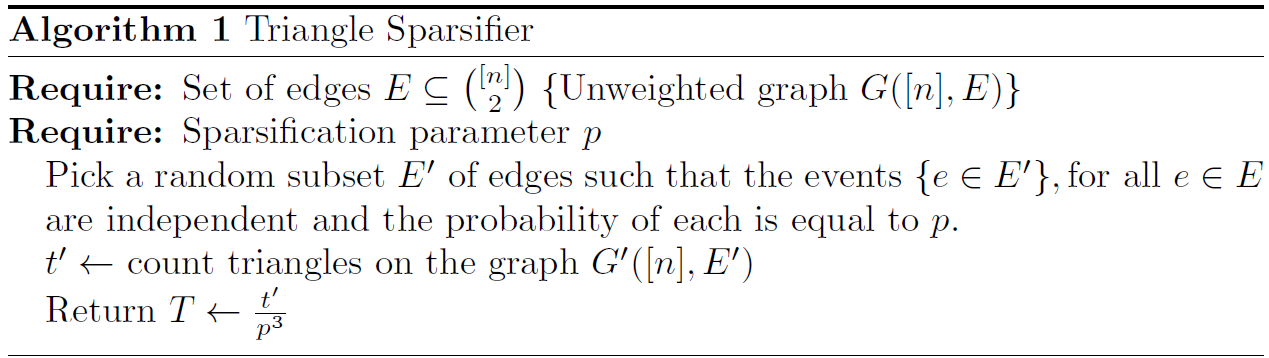 Algorithm 1 Triangle Sparsifier
Require: Set of edges E ⊆ ([n] 2) {Unweighted graph G([n], E)}
Require: Sparsification parameter p
Pick a random subset E′ of edges such that the events {e ∈ E′}, for all e ∈ E
are independent and the probability of each is equal to p.
t′ ← count triangles on the graph G′([n], E′)
Return T ← t′/p³